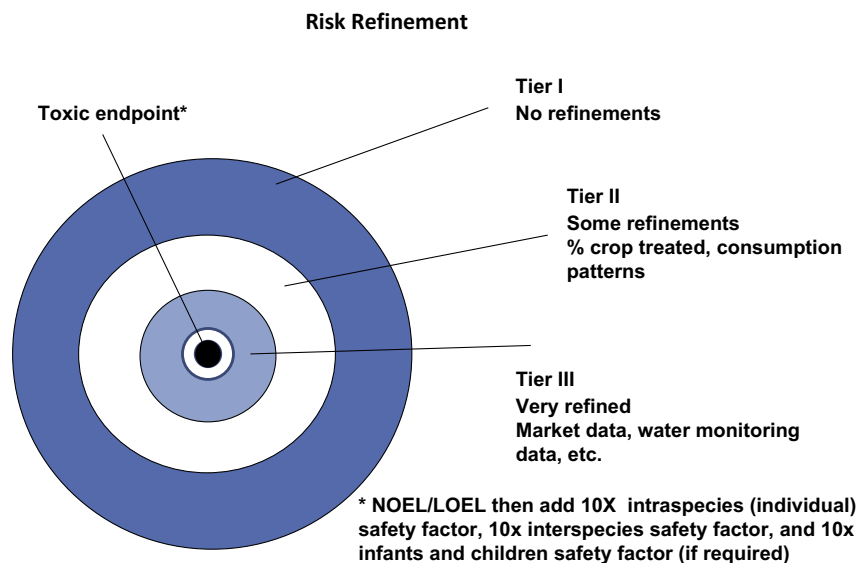 Risk Refinement
Toxic endpoint*
Tier I
No refinements
Tier II
Some refinements
% crop treated, consumption
patterns
Tier III
Very refined
Market data, water monitoring
data, etc.
* NOEL/LOEL then add 10X intraspecies (individual)
safety factor, 10x interspecies safety factor, and 10x
infants and children safety factor (if required)